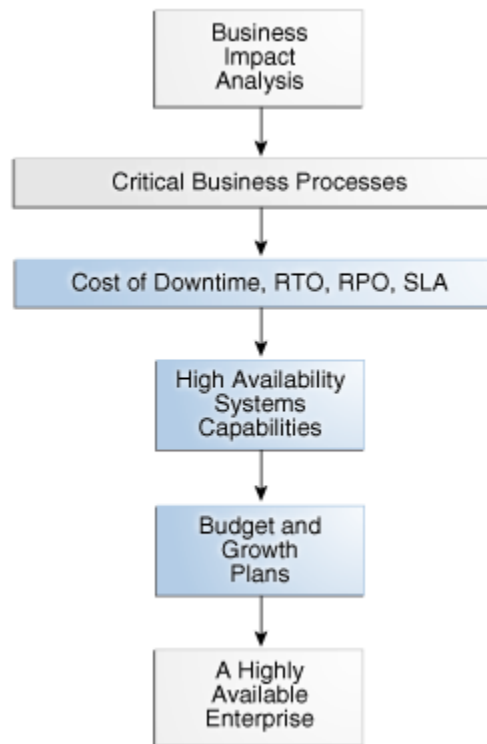 Business
Impact
Analysis
Critical Business Processes
Cost of Downtime, RTO, RPO, SLA
High Availability
Systems
Capabilities
Budget and
Growth
Plans
A Highly
Available
Enterprise